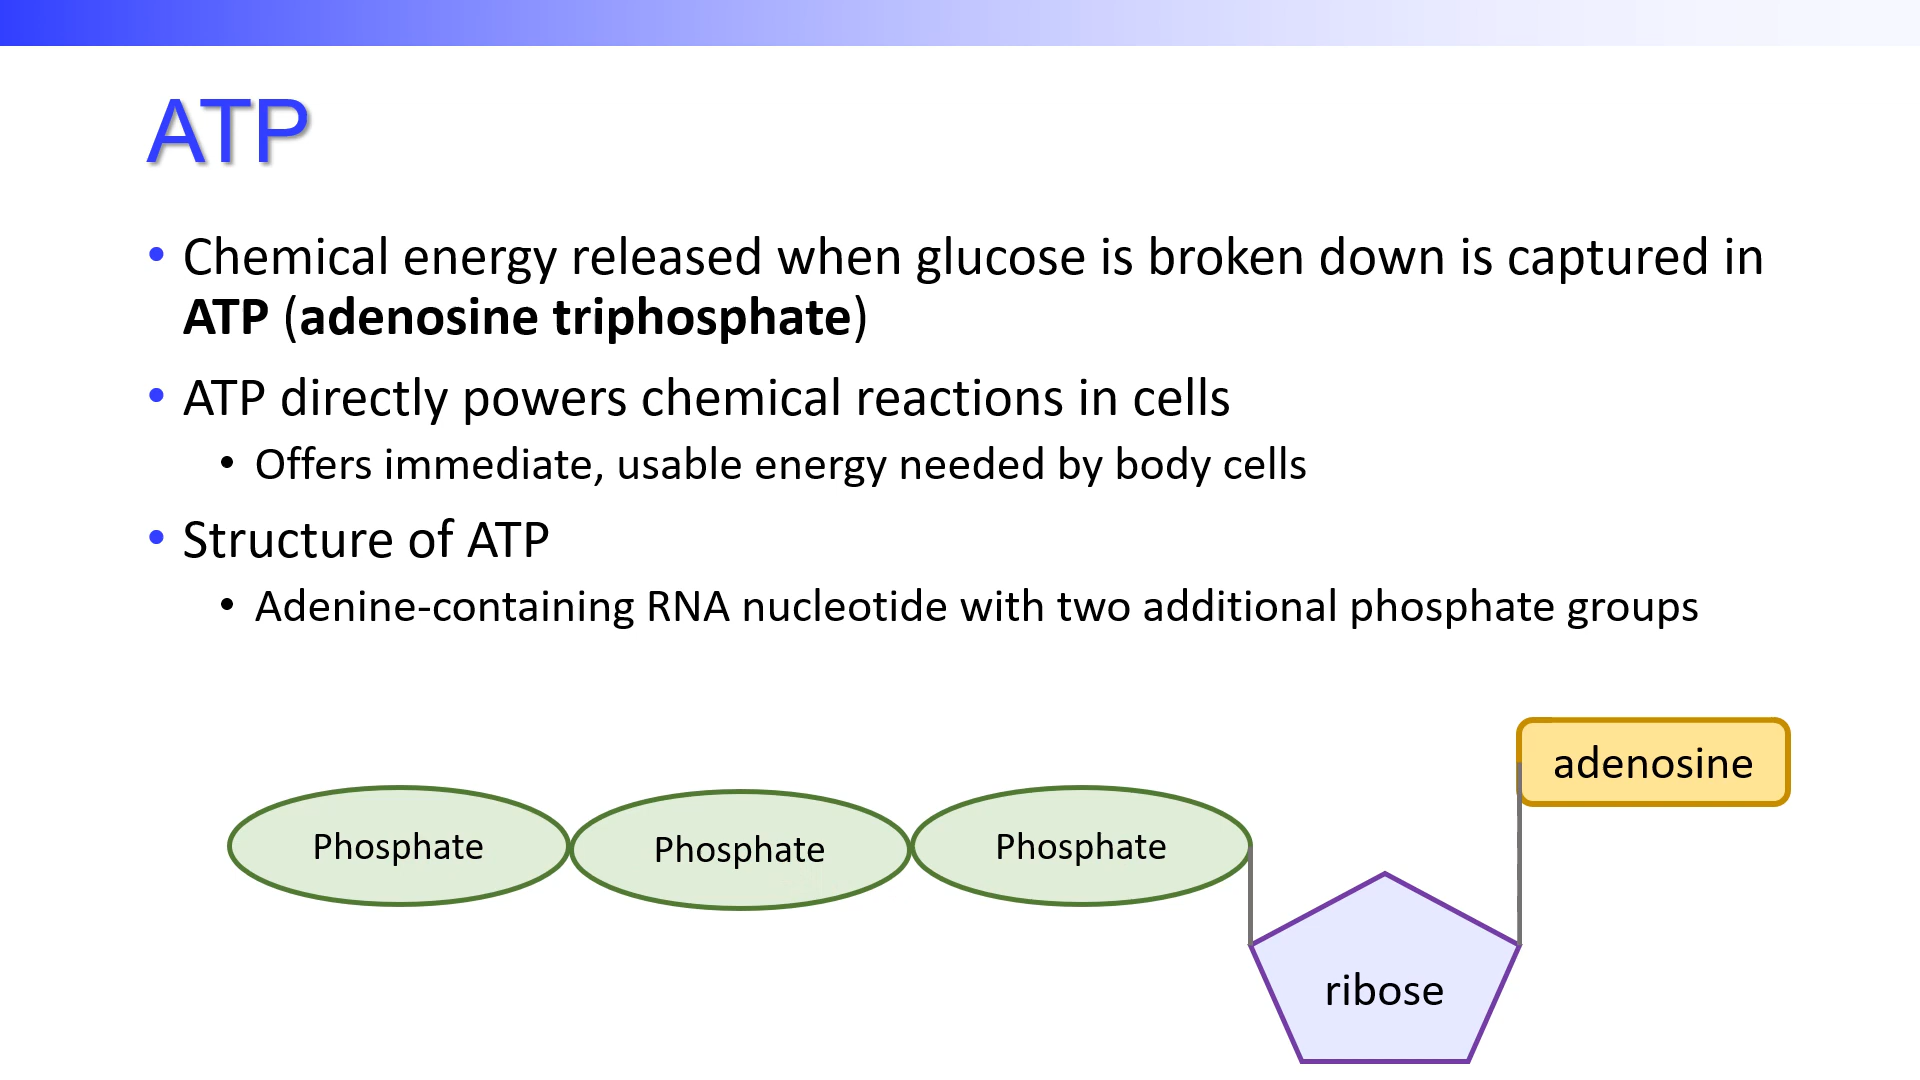 ATP
• Chemical energy released when glucose is broken down is captured in
ATP (adenosine triphosphate)
• ATP directly powers chemical reactions in cells
• Offers immediate, usable energy needed by body cells
• Structure of ATP
• Adenine-containing RNA nucleotide with two additional phosphate groups
adenosine
Phosphate Phosphate Phosphate
ribose